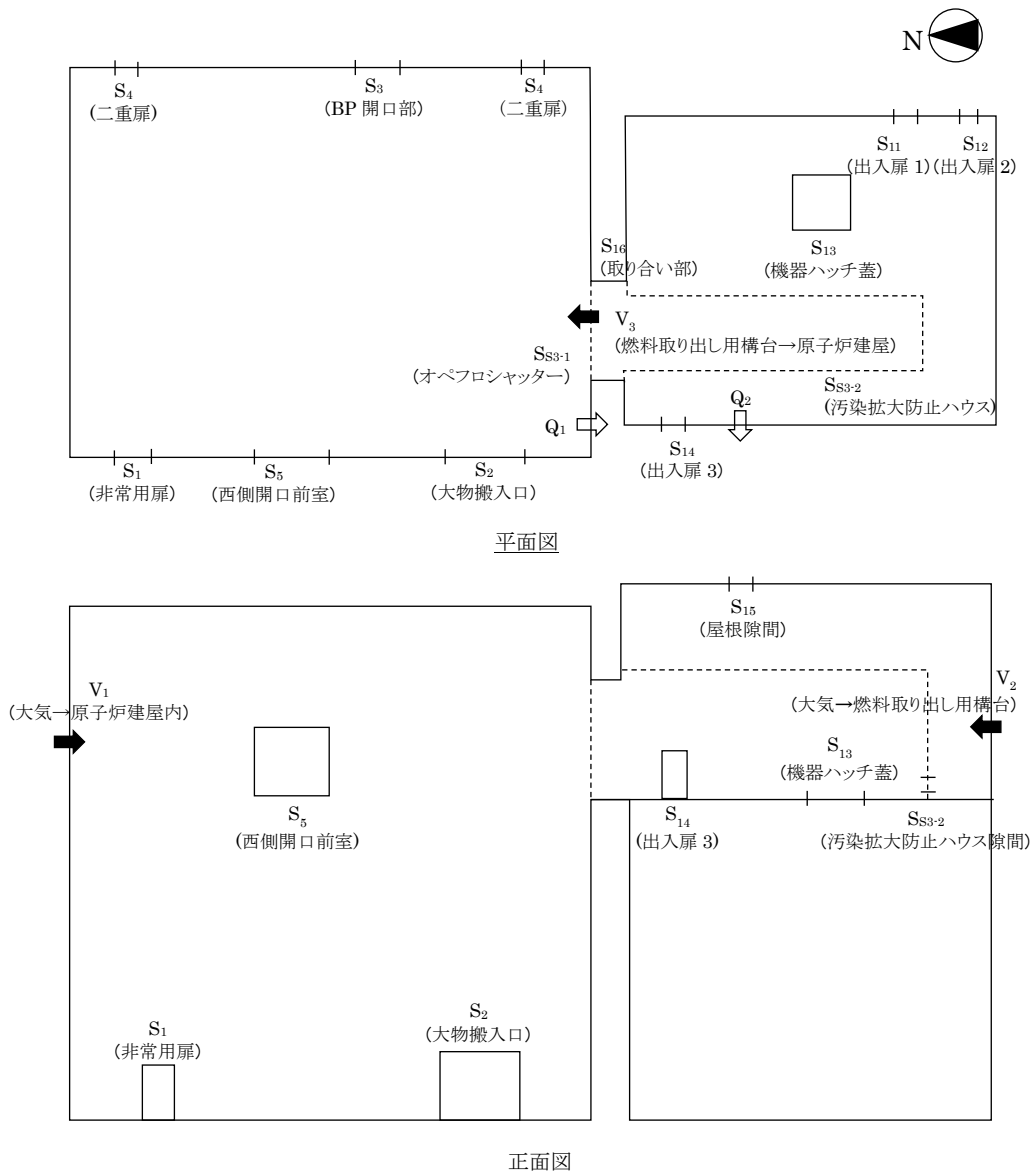 N
S4
(二重扉)
S3
(BP 開口部)
S4
(二重扉)
S11
(出入扉 1)
S12
(出入扉 2)
S13
(機器ハッチ蓋)
S16
(取り合い部)
V3
(燃料取り出し用構台→原子炉建屋)
SS3-1
(オペフロシャッター)
SS3-2
(汚染拡大防止ハウス)
Q1
Q2
S14
(出入扉 3)
S1
(非常用扉)
S5
(西側開口前室)
S2
(大物搬入口)
平面図
S15
(屋根隙間)
V1
(大気→原子炉建屋内)
V2
(大気→燃料取り出し用構台)
S13
(機器ハッチ蓋)
S5
(西側開口前室)
S14
(出入扉 3)
SS3-2
(汚染拡大防止ハウス隙間)
S1
(非常用扉)
S2
(大物搬入口)
正面図